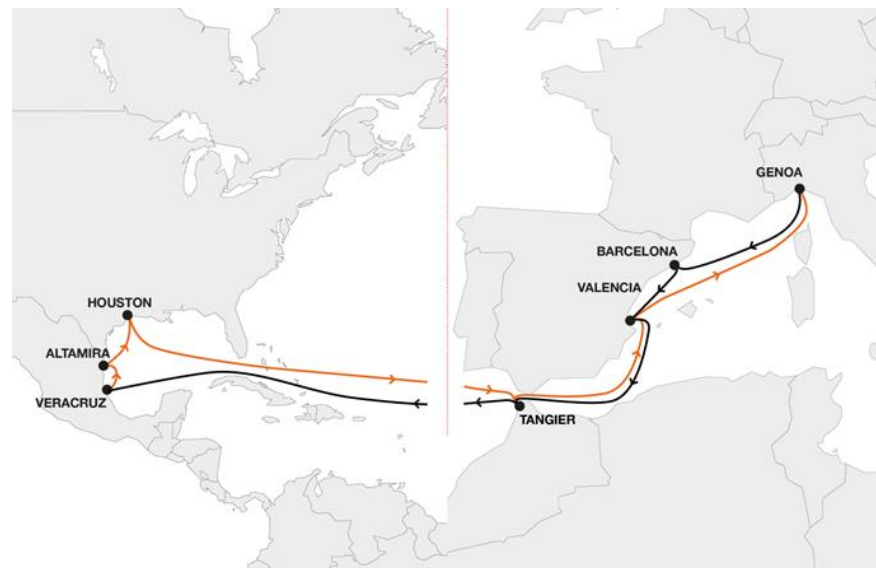 GENOA
BARCELONA
VALENCIA
HOUSTON
ALTAMIRA
VERACRUZ
TANGIER